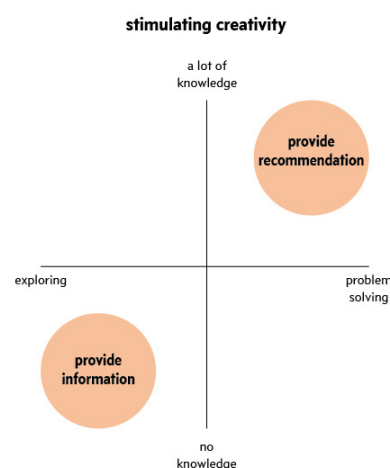 stimulating creativity
a lot of
knowledge
provide
recommendation
exploring
problem
solving
provide
information
no
knowledge